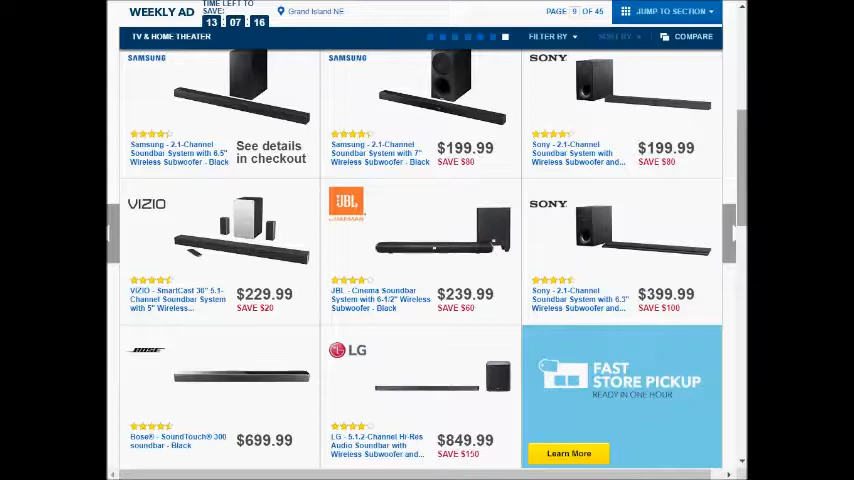 WEEKLY AD
TIME LEFT TO SAVE:
13 : 07 : 16
Grand Island NE
PAGE 9 OF 45
JUMP TO SECTION
TV & HOME THEATER
FILTER BY
SORT BY
COMPARE
SAMSUNG
Samsung - 2.1-Channel
Soundbar System with 6.5"
Wireless Subwoofer - Black
See details
in checkout
SAMSUNG
Samsung - 2.1-Channel
Soundbar System with 7"
Wireless Subwoofer - Black
$199.99
SAVE $80
SONY
Sony - 2.1-Channel
Soundbar System with
Wireless Subwoofer and...
$199.99
SAVE $80
VIZIO
VIZIO - SmartCast 36" 5.1-
Channel Soundbar System
with 5" Wireless...
$229.99
SAVE $20
JBL
by HARMAN
JBL - Cinema Soundbar
System with 6-1/2" Wireless
Subwoofer - Black
$239.99
SAVE $60
SONY
Sony - 2.1-Channel
Soundbar System with 6.3"
Wireless Subwoofer and...
$399.99
SAVE $100
BOSE
Bose® - SoundTouch® 300
soundbar - Black
$699.99
LG
LG - 5.1.2-Channel Hi-Res
Audio Soundbar with
Wireless Subwoofer and...
$849.99
SAVE $150
FAST
STORE PICKUP
READY IN ONE HOUR
Learn More